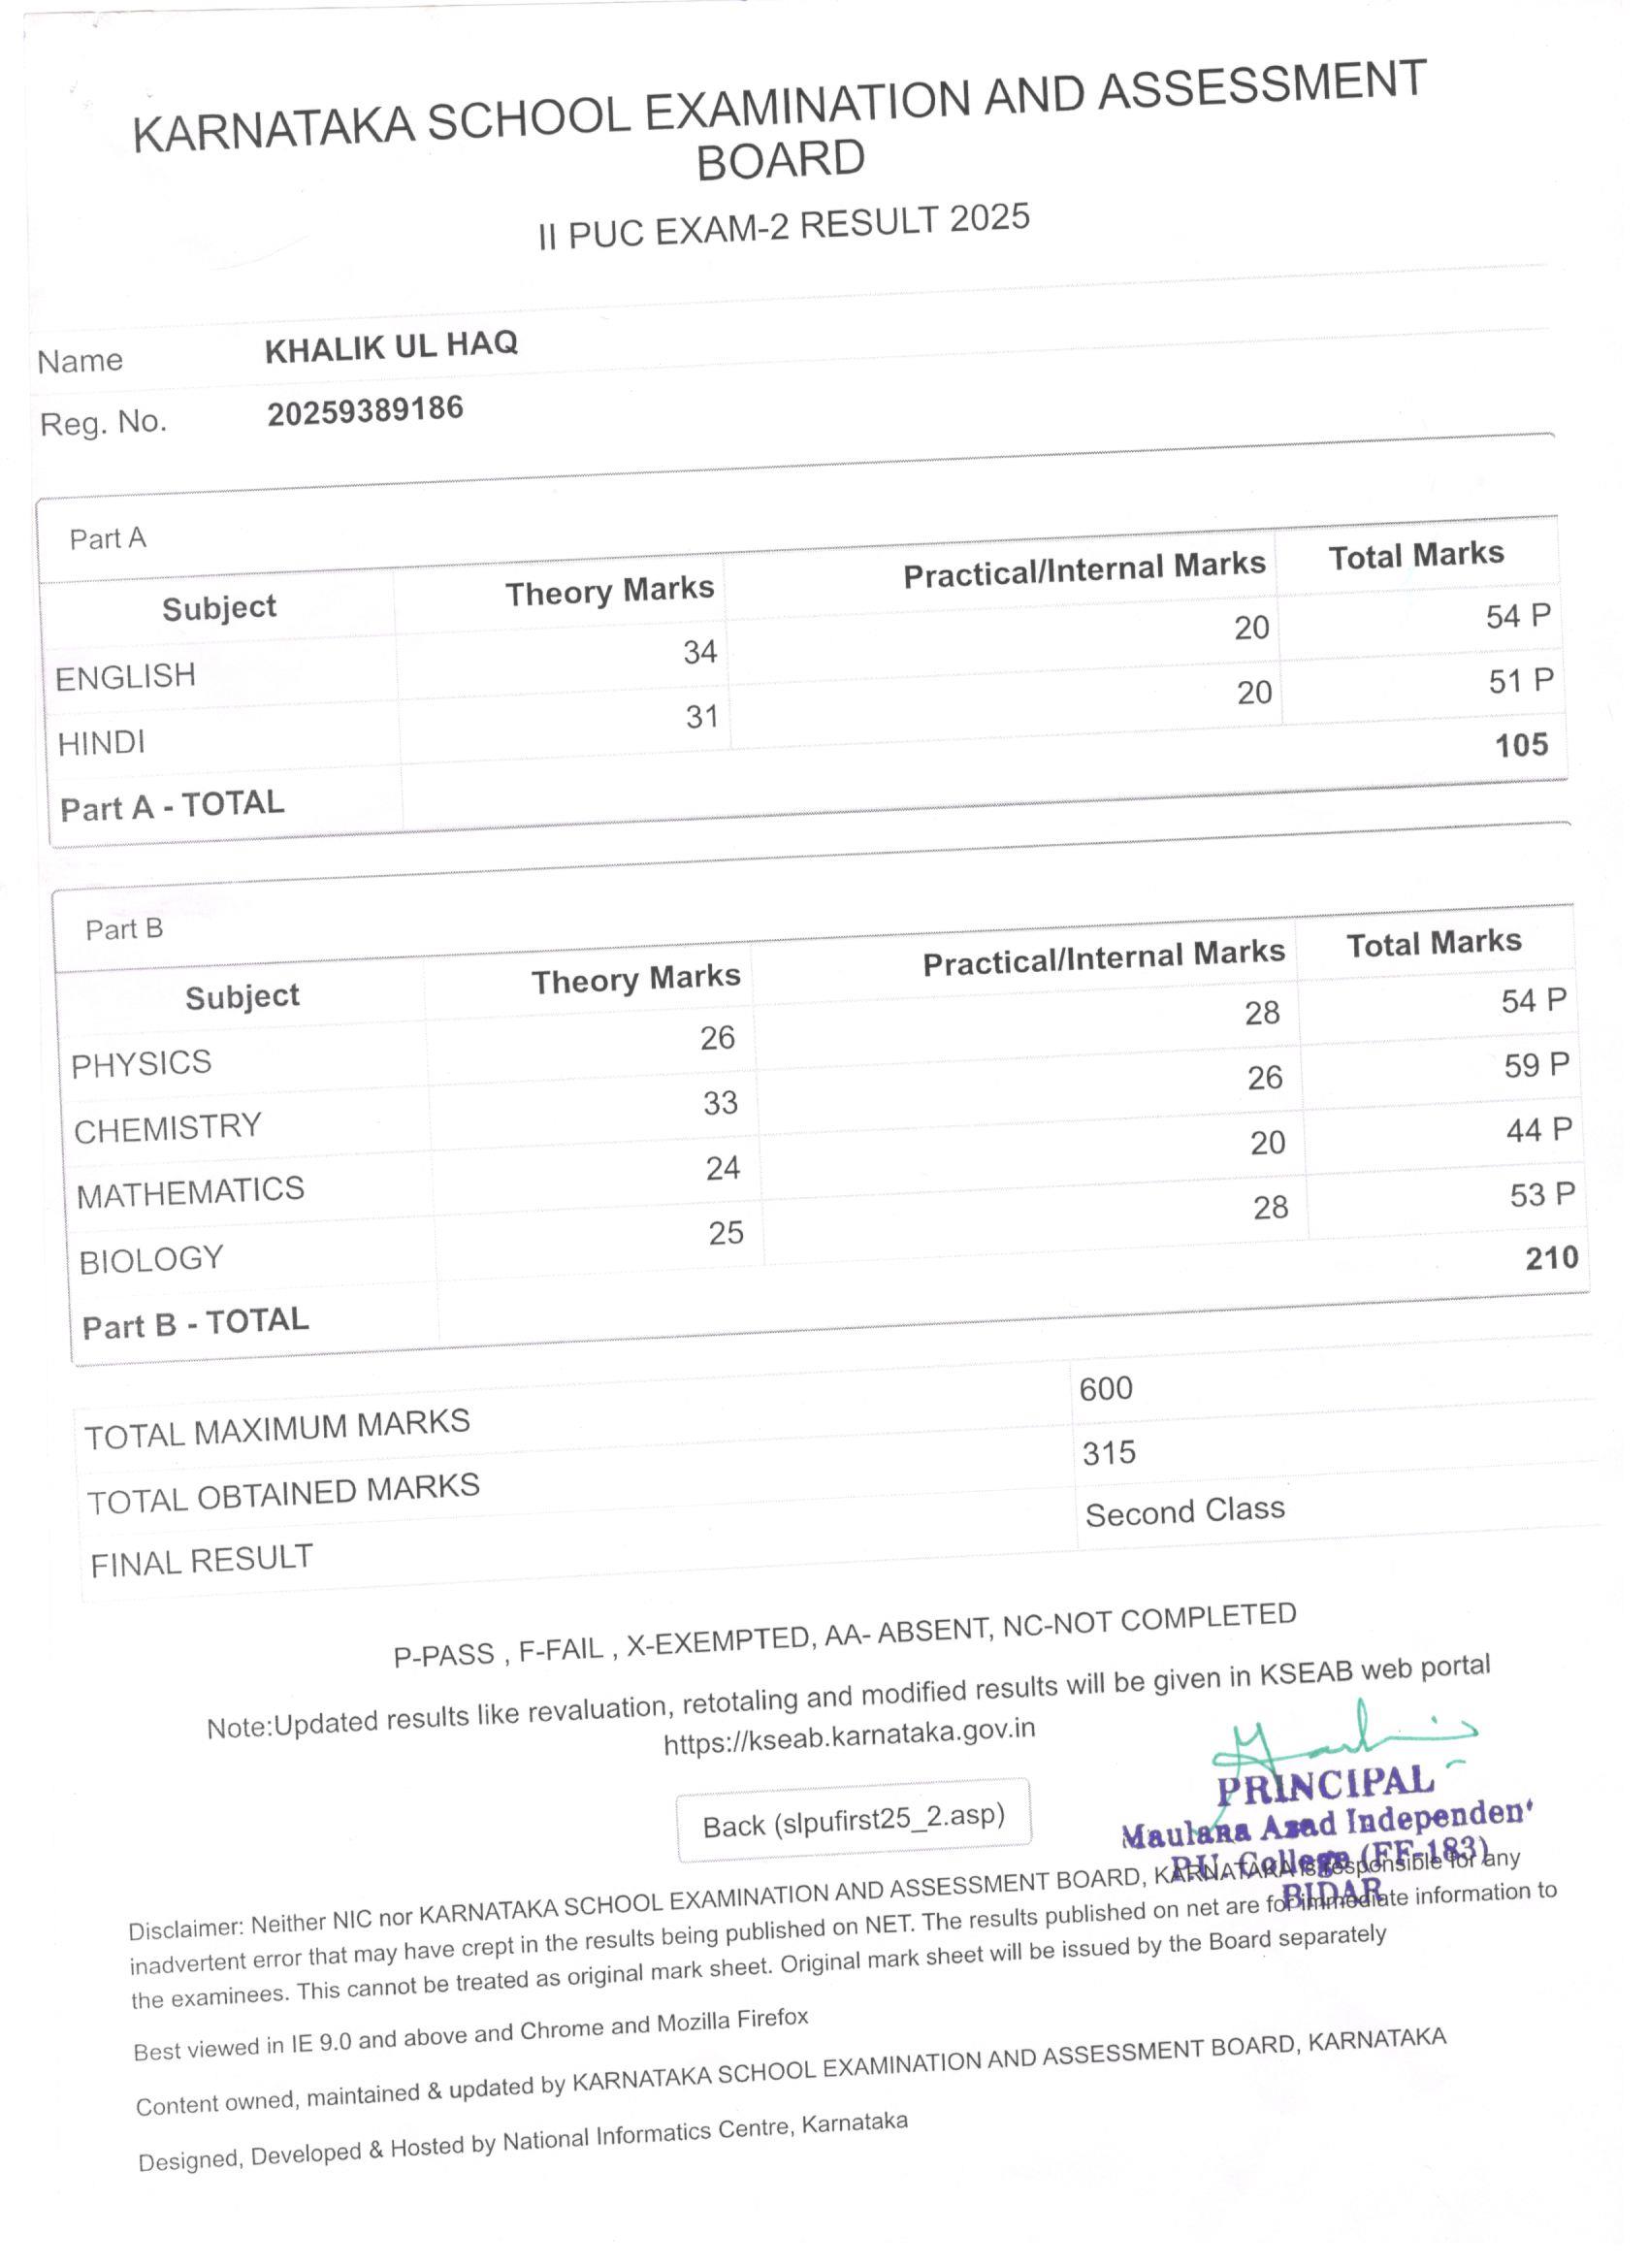 KARNATAKA SCHOOL EXAMINATION AND ASSESSMENT
BOARD
II PUC EXAM-2 RESULT 2025
Name KHALIK UL HAQ
Reg. No. 20259389186
Part A
Subject Theory Marks Practical/Internal Marks Total Marks
ENGLISH 34 20 54 P
HINDI 31 20 51 P
Part A - TOTAL 105
Part B
Subject Theory Marks Practical/Internal Marks Total Marks
PHYSICS 26 28 54 P
CHEMISTRY 33 26 59 P
MATHEMATICS 24 20 44 P
BIOLOGY 25 28 53 P
Part B - TOTAL 210
TOTAL MAXIMUM MARKS 600
TOTAL OBTAINED MARKS 315
FINAL RESULT Second Class
P-PASS , F-FAIL , X-EXEMPTED, AA- ABSENT, NC-NOT COMPLETED
Note:Updated results like revaluation, retotaling and modified results will be given in KSEAB web portal
https://kseab.karnataka.gov.in
Back (slpufirst25_2.asp)
PRINCIPAL
Maulana Azad Independen'
P.U. College (FF-183)
BIDAR
Disclaimer: Neither NIC nor KARNATAKA SCHOOL EXAMINATION AND ASSESSMENT BOARD, KARNATAKA is responsible for any
inadvertent error that may have crept in the results being published on NET. The results published on net are for immediate information to
the examinees. This cannot be treated as original mark sheet. Original mark sheet will be issued by the Board separately
Best viewed in IE 9.0 and above and Chrome and Mozilla Firefox
Content owned, maintained & updated by KARNATAKA SCHOOL EXAMINATION AND ASSESSMENT BOARD, KARNATAKA
Designed, Developed & Hosted by National Informatics Centre, Karnataka